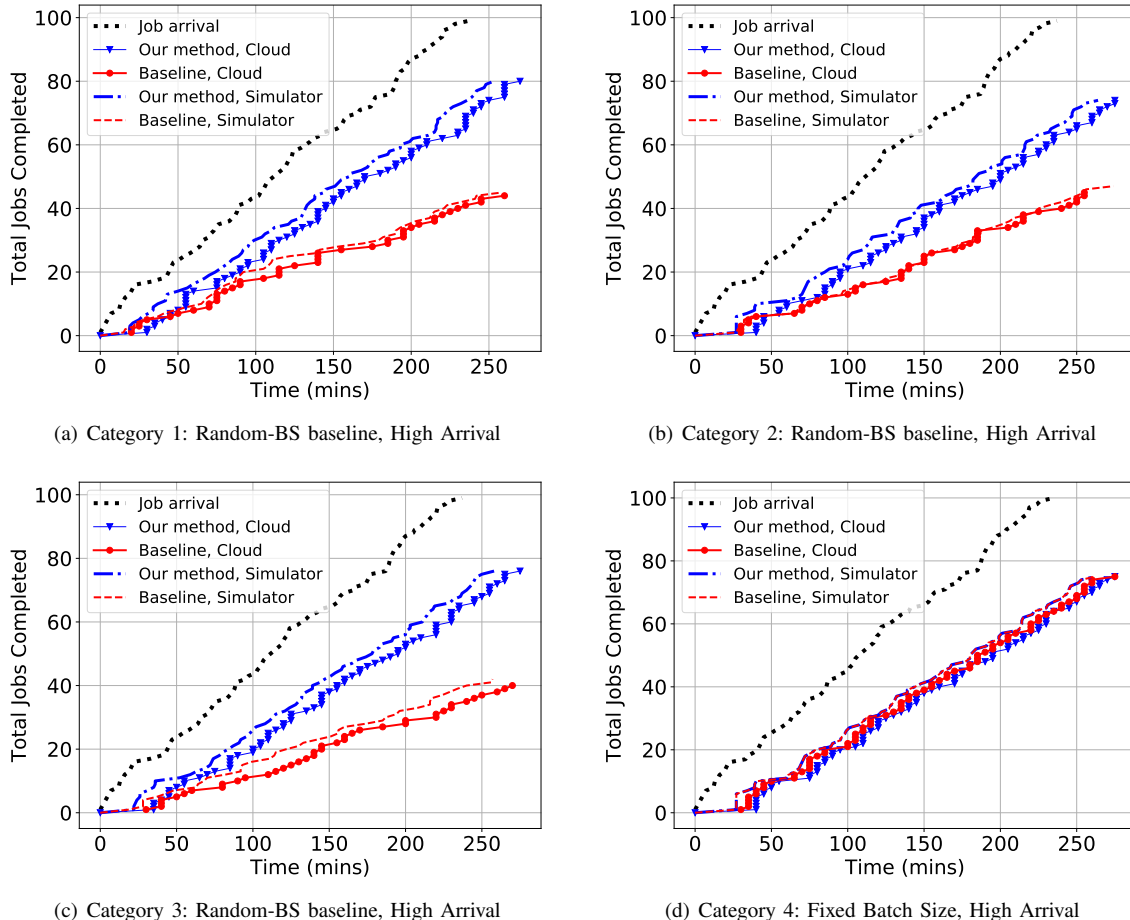 100
80
60
40
20
0
Total Jobs Completed
Job arrival
Our method, Cloud
Baseline, Cloud
Our method, Simulator
Baseline, Simulator
0 50 100 150 200 250
Time (mins)
(a) Category 1: Random-BS baseline, High Arrival
100
80
60
40
20
0
Total Jobs Completed
Job arrival
Our method, Cloud
Baseline, Cloud
Our method, Simulator
Baseline, Simulator
0 50 100 150 200 250
Time (mins)
(b) Category 2: Random-BS baseline, High Arrival
100
80
60
40
20
0
Total Jobs Completed
Job arrival
Our method, Cloud
Baseline, Cloud
Our method, Simulator
Baseline, Simulator
0 50 100 150 200 250
Time (mins)
(c) Category 3: Random-BS baseline, High Arrival
100
80
60
40
20
0
Total Jobs Completed
Job arrival
Our method, Cloud
Baseline, Cloud
Our method, Simulator
Baseline, Simulator
0 50 100 150 200 250
Time (mins)
(d) Category 4: Fixed Batch Size, High Arrival